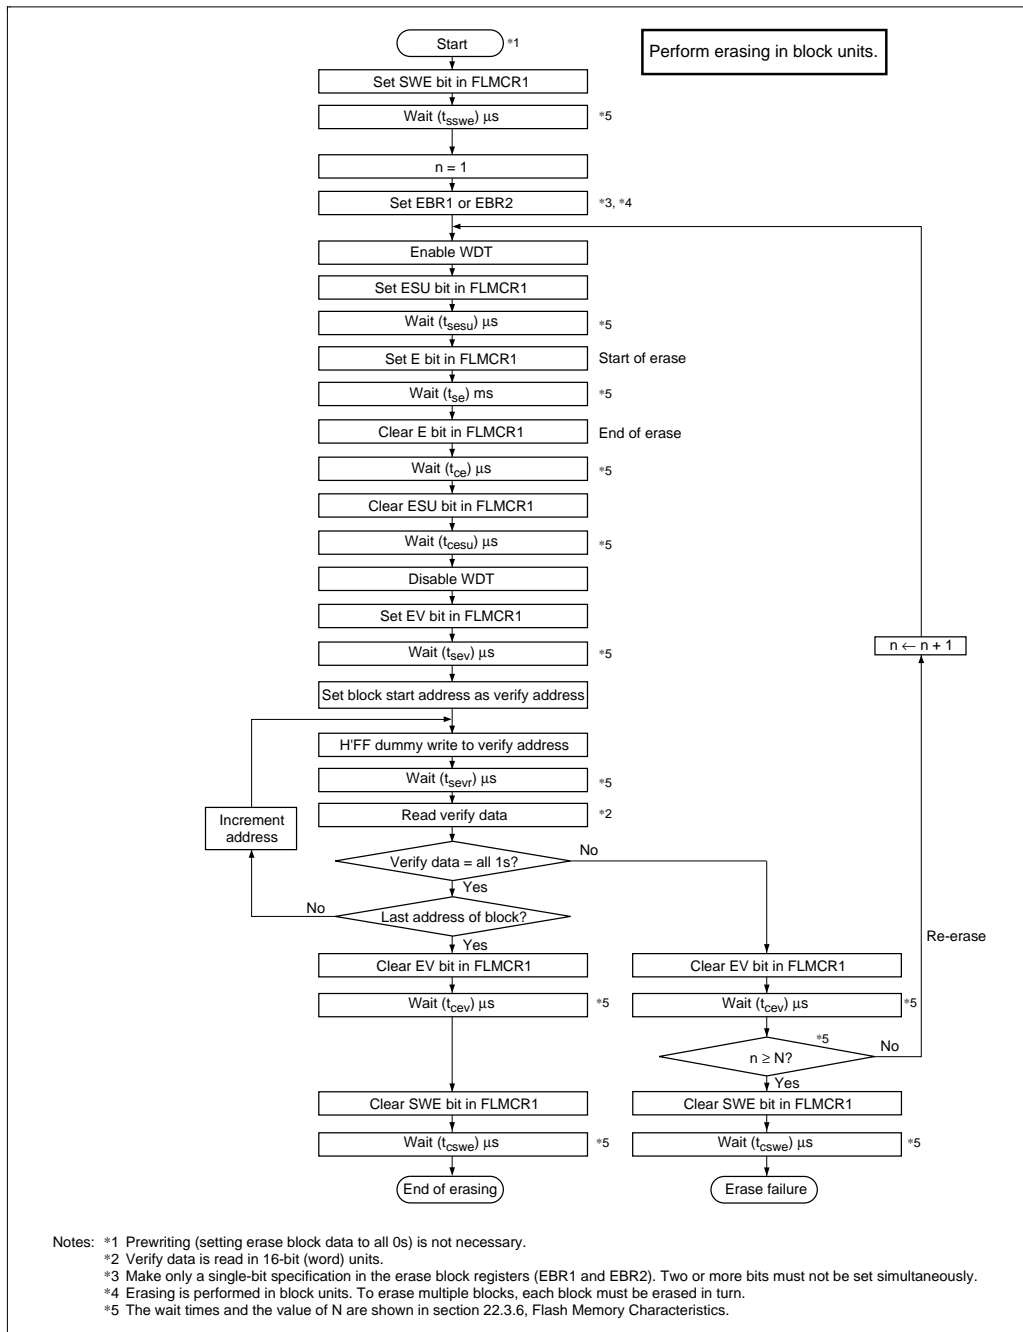 Start *1
Perform erasing in block units.
Set SWE bit in FLMCR1
Wait (tsswe) μs *5
n = 1
Set EBR1 or EBR2 *3, *4
Enable WDT
Set ESU bit in FLMCR1
Wait (tsesu) μs *5
Set E bit in FLMCR1 Start of erase
Wait (tse) ms *5
Clear E bit in FLMCR1 End of erase
Wait (tce) μs *5
Clear ESU bit in FLMCR1
Wait (tcesu) μs *5
Disable WDT
Set EV bit in FLMCR1
n ← n + 1
Wait (tsev) μs *5
Set block start address as verify address
H'FF dummy write to verify address
Wait (tsevr) μs *5
Increment
address
Read verify data *2
Verify data = all 1s? No
Yes
No Last address of block?
Yes
Re-erase
Clear EV bit in FLMCR1 Clear EV bit in FLMCR1
Wait (tcev) μs *5 Wait (tcev) μs *5
*5
n ≥ N? No
Yes
Clear SWE bit in FLMCR1 Clear SWE bit in FLMCR1
Wait (tcswe) μs *5 Wait (tcswe) μs *5
End of erasing Erase failure
Notes: *1 Prewriting (setting erase block data to all 0s) is not necessary.
*2 Verify data is read in 16-bit (word) units.
*3 Make only a single-bit specification in the erase block registers (EBR1 and EBR2). Two or more bits must not be set simultaneously.
*4 Erasing is performed in block units. To erase multiple blocks, each block must be erased in turn.
*5 The wait times and the value of N are shown in section 22.3.6, Flash Memory Characteristics.